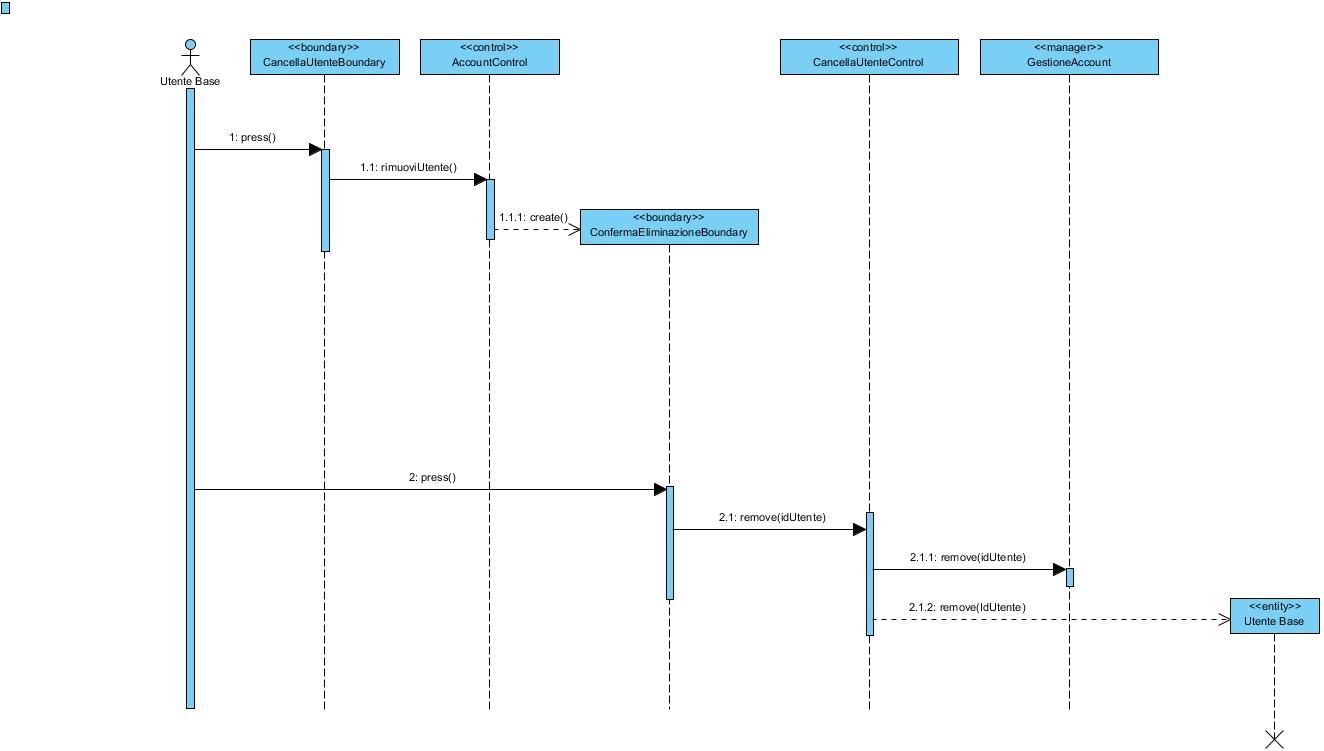 <<boundary>>
CancellaUtenteBoundary
<<control>>
AccountControl
<<control>>
CancellaUtenteControl
<<manager>>
GestioneAccount
Utente Base
1: press()
1.1: rimuoviUtente()
1.1.1: create()
<<boundary>>
ConfermaEliminazioneBoundary
2: press()
2.1: remove(idUtente)
2.1.1: remove(idUtente)
2.1.2: remove(IdUtente)
<<entity>>
Utente Base